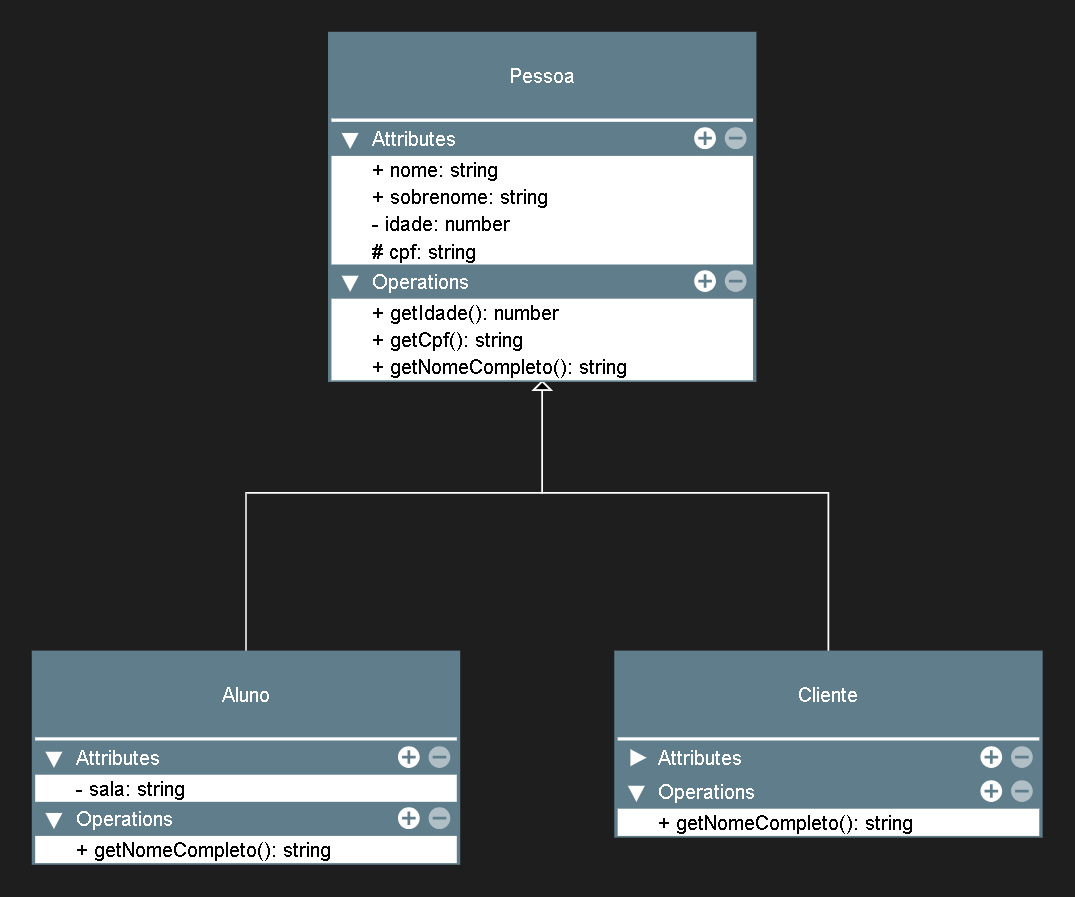 Pessoa
Attributes
+ nome: string
+ sobrenome: string
- idade: number
# cpf: string
Operations
+ getIdade(): number
+ getCpf(): string
+ getNomeCompleto(): string
Aluno
Attributes
- sala: string
Operations
+ getNomeCompleto(): string
Cliente
Attributes
Operations
+ getNomeCompleto(): string